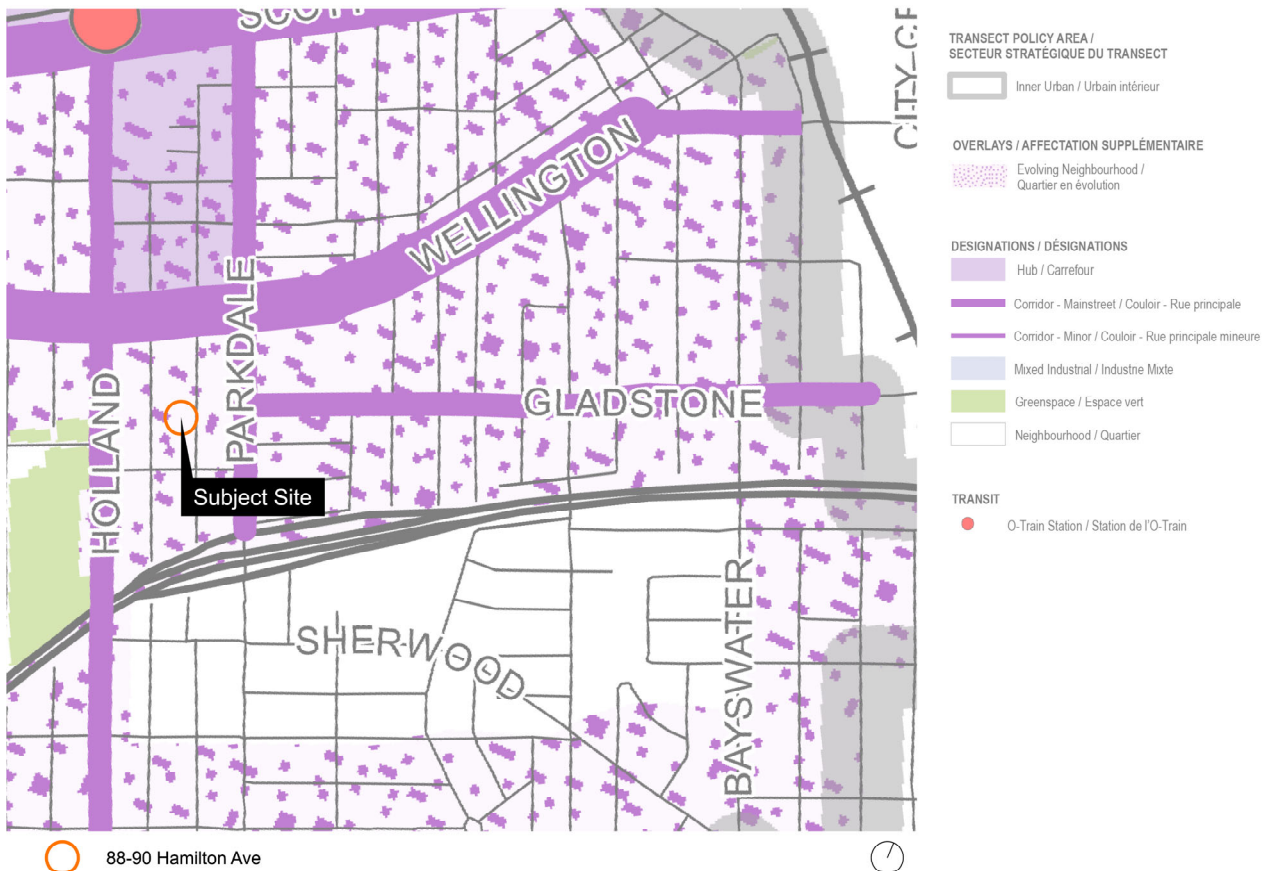 SCOTT
CITY
WELLINGTON
PARKDALE
HOLLAND
GLADSTONE
Subject Site
SHERWOOD
BAYSWATER
88-90 Hamilton Ave
TRANSECT POLICY AREA /
SECTEUR STRATÉGIQUE DU TRANSECT
Inner Urban / Urbain intérieur
OVERLAYS / AFFECTATION SUPPLÉMENTAIRE
Evolving Neighbourhood /
Quartier en évolution
DESIGNATIONS / DÉSIGNATIONS
Hub / Carrefour
Corridor - Mainstreet / Couloir - Rue principale
Corridor - Minor / Couloir - Rue principale mineure
Mixed Industrial / Industrie Mixte
Greenspace / Espace vert
Neighbourhood / Quartier
TRANSIT
O-Train Station / Station de l'O-Train